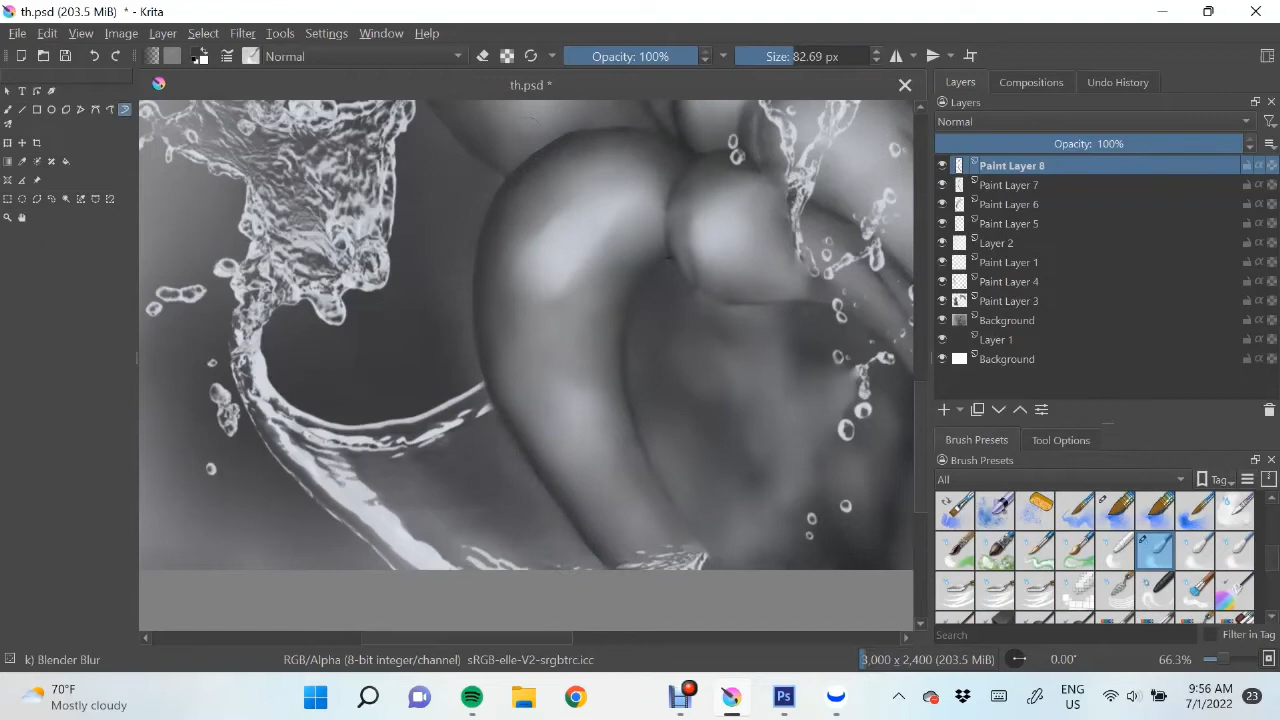 th.psd (203.5 MiB) * - Krita
File Edit View Image Layer Select Filter Tools Settings Window Help
Normal Opacity: 100% Size: 82.69 px
th.psd *
Layers Compositions Undo History
Layers
Normal
Opacity: 100%
Paint Layer 8
Paint Layer 7
Paint Layer 6
Paint Layer 5
Layer 2
Paint Layer 1
Paint Layer 4
Paint Layer 3
Background
Layer 1
Background
Brush Presets Tool Options
Brush Presets
All Tag
Search Filter in Tag
k) Blender Blur RGB/Alpha (8-bit integer/channel) sRGB-elle-V2-srgbtrc.icc 3,000 x 2,400 (203.5 MiB) 0.00° 66.3%
70°F
Mostly cloudy
Ps
ENG
US
9:56 AM
7/1/2022
23